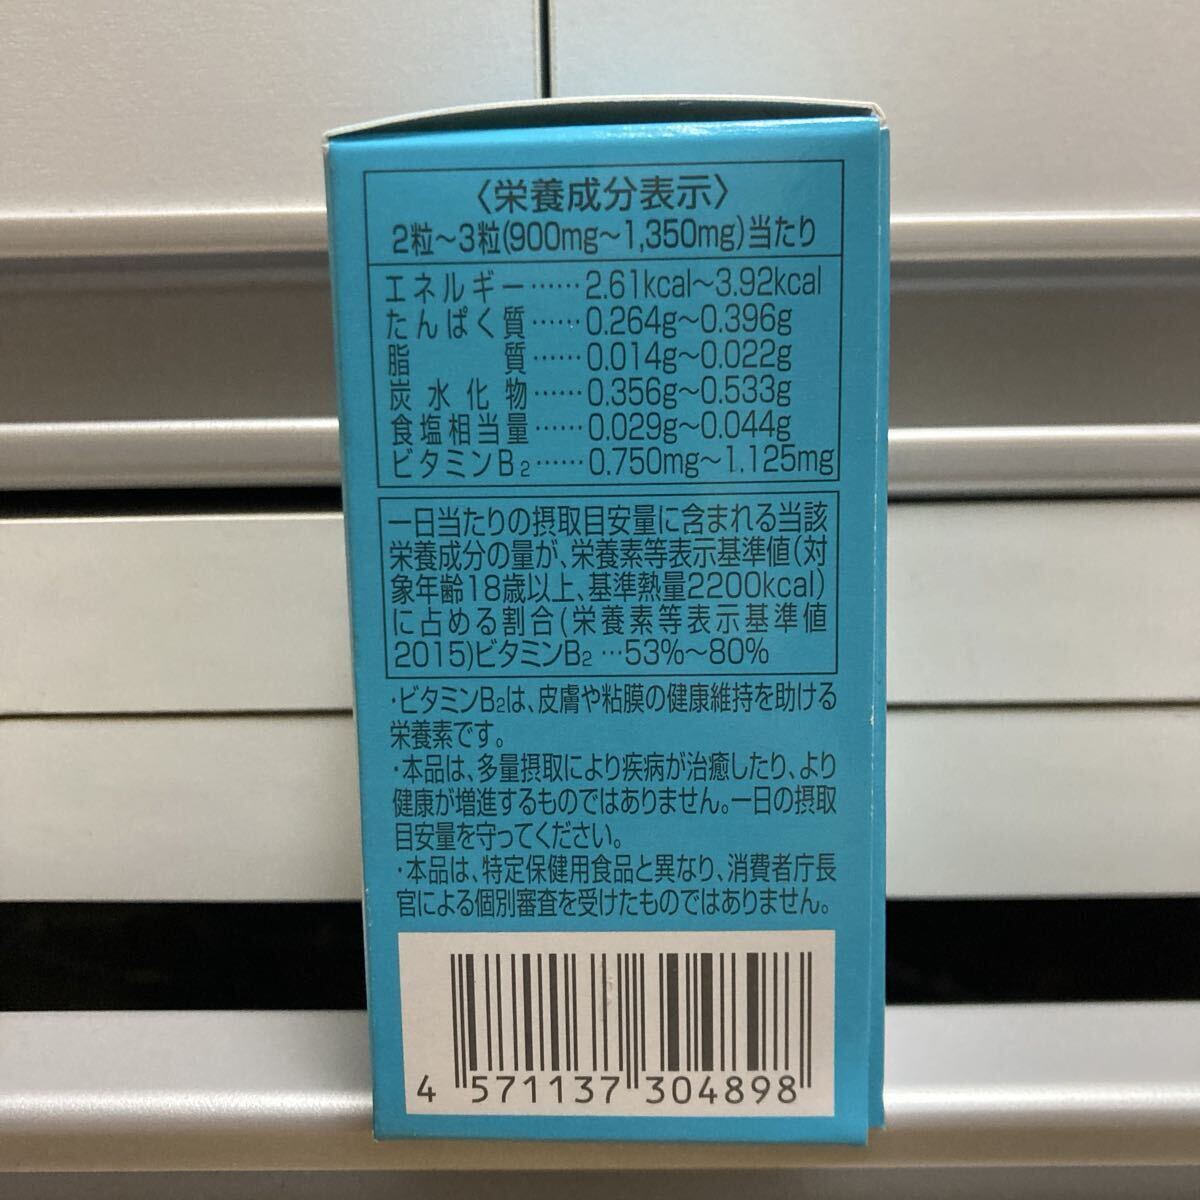 〈栄養成分表示〉
2粒～3粒(900mg～1,350mg)当たり
エネルギー……2.61kcal～3.92kcal
たんぱく質……0.264g～0.396g
脂質……0.014g～0.022g
炭水化物……0.356g～0.533g
食塩相当量……0.029g～0.044g
ビタミンB₂……0.750mg～1.125mg
一日当たりの摂取目安量に含まれる当該
栄養成分の量が、栄養素等表示基準値(対
象年齢18歳以上、基準熱量2200kcal)
に占める割合(栄養素等表示基準値
2015)ビタミンB₂…53%～80%
・ビタミンB₂は、皮膚や粘膜の健康維持を助ける
栄養素です。
・本品は、多量摂取により疾病が治癒したり、より
健康が増進するものではありません。一日の摂取
目安量を守ってください。
・本品は、特定保健用食品と異なり、消費者庁長
官による個別審査を受けたものではありません。
4 571137 304898